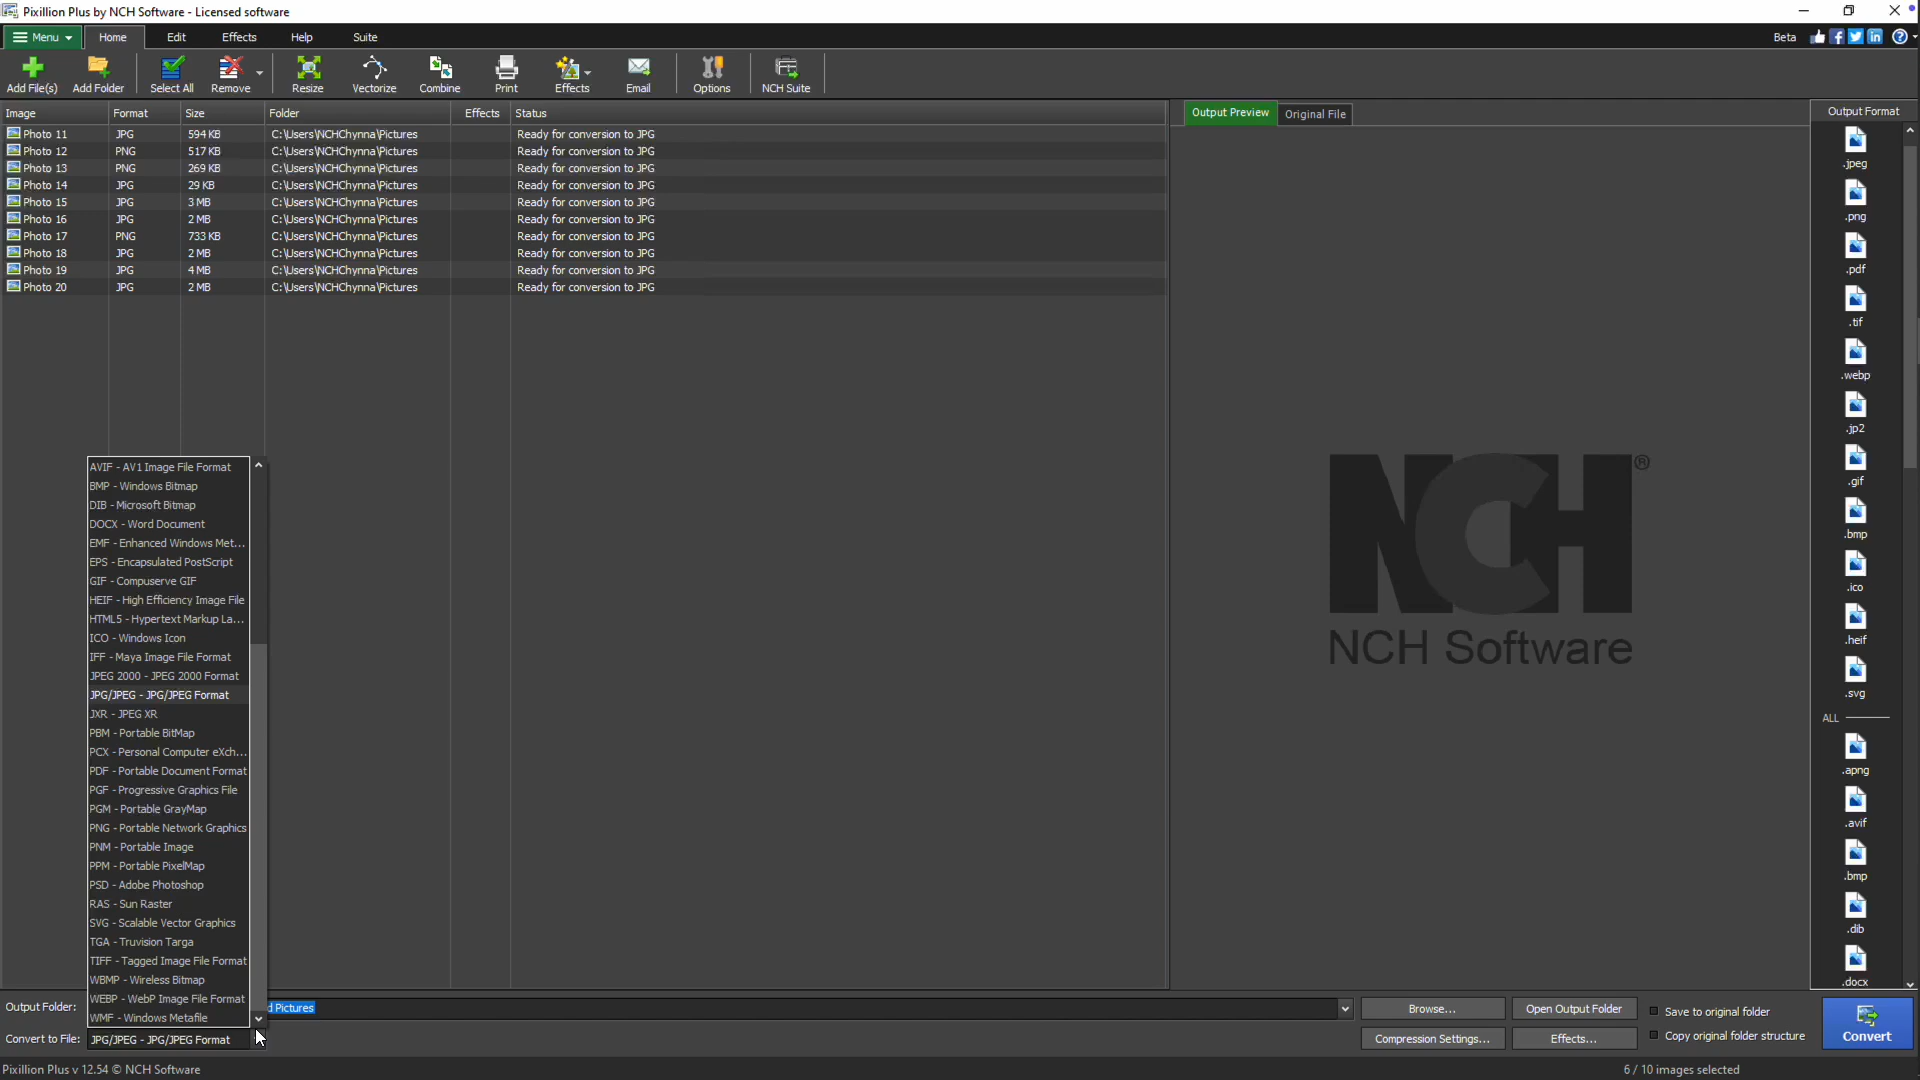 Pixillion Plus by NCH Software - Licensed software
Menu Home Edit Effects Help Suite Beta
Add File(s) Add Folder Select All Remove Resize Vectorize Combine Print Effects Email Options NCH Suite
Image Format Size Folder Effects Status
Photo 11 JPG 594 KB C:\Users\NCHChynna\Pictures Ready for conversion to JPG
Photo 12 PNG 517 KB C:\Users\NCHChynna\Pictures Ready for conversion to JPG
Photo 13 PNG 269 KB C:\Users\NCHChynna\Pictures Ready for conversion to JPG
Photo 14 JPG 29 KB C:\Users\NCHChynna\Pictures Ready for conversion to JPG
Photo 15 JPG 3 MB C:\Users\NCHChynna\Pictures Ready for conversion to JPG
Photo 16 JPG 2 MB C:\Users\NCHChynna\Pictures Ready for conversion to JPG
Photo 17 PNG 733 KB C:\Users\NCHChynna\Pictures Ready for conversion to JPG
Photo 18 JPG 2 MB C:\Users\NCHChynna\Pictures Ready for conversion to JPG
Photo 19 JPG 4 MB C:\Users\NCHChynna\Pictures Ready for conversion to JPG
Photo 20 JPG 2 MB C:\Users\NCHChynna\Pictures Ready for conversion to JPG
AVIF - AV1 Image File Format
BMP - Windows Bitmap
DIB - Microsoft Bitmap
DOCX - Word Document
EMF - Enhanced Windows Met...
EPS - Encapsulated PostScript
GIF - Compuserve GIF
HEIF - High Efficiency Image File
HTML5 - Hypertext Markup La...
ICO - Windows Icon
IFF - Maya Image File Format
JPEG 2000 - JPEG 2000 Format
JPG/JPEG - JPG/JPEG Format
JXR - JPEG XR
PBM - Portable BitMap
PCX - Personal Computer eXch...
PDF - Portable Document Format
PGF - Progressive Graphics File
PGM - Portable GrayMap
PNG - Portable Network Graphics
PNM - Portable Image
PPM - Portable PixelMap
PSD - Adobe Photoshop
RAS - Sun Raster
SVG - Scalable Vector Graphics
TGA - Truvision Targa
TIFF - Tagged Image File Format
WBMP - Wireless Bitmap
WEBP - WebP Image File Format
WMF - Windows Metafile
Output Preview Original File
NCH ®
NCH Software
Output Format
.jpeg
.png
.pdf
.tif
.webp
.jp2
.gif
.bmp
.ico
.heif
.svg
ALL
.apng
.avif
.bmp
.dib
.docx
Output Folder: d Pictures Browse... Open Output Folder Save to original folder
Convert to File: JPG/JPEG - JPG/JPEG Format Compression Settings... Effects... Copy original folder structure
Convert
Pixillion Plus v 12.54 © NCH Software 6 / 10 images selected